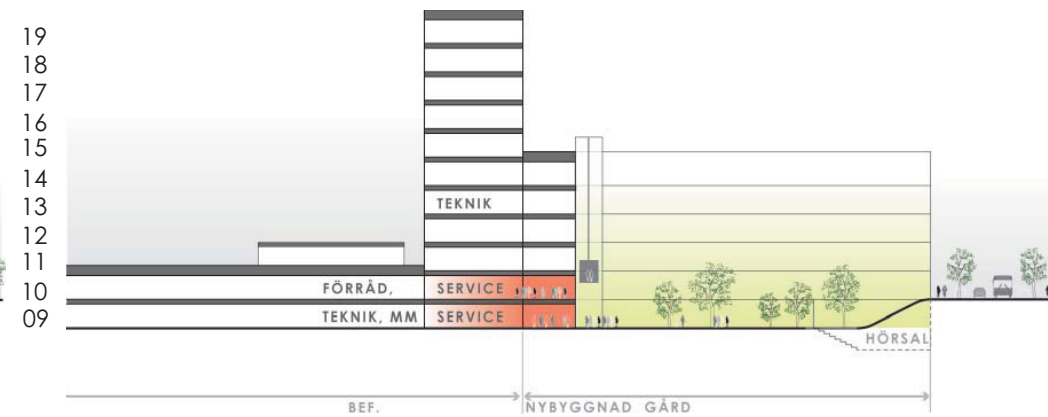 19
18
17
16
15
14
13
12
11
10
09
TEKNIK
FÖRRÅD, SERVICE
TEKNIK, MM SERVICE
HÖRSAL
BEF. NYBYGGNAD GÅRD